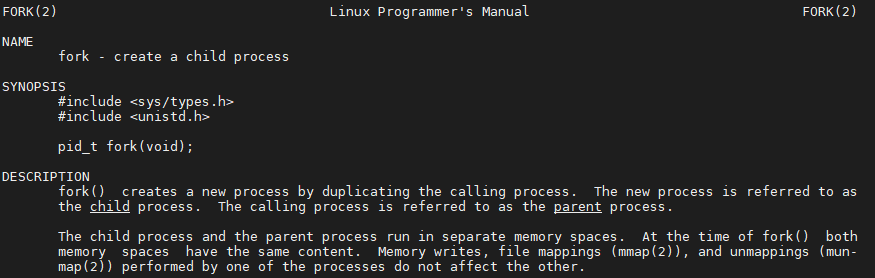 FORK(2) Linux Programmer's Manual FORK(2)
NAME
fork - create a child process
SYNOPSIS
#include <sys/types.h>
#include <unistd.h>
pid_t fork(void);
DESCRIPTION
fork()  creates a new process by duplicating the calling process.  The new process is referred to as
the child process.  The calling process is referred to as the parent process.
The child process and the parent process run in separate memory spaces.  At the time of fork()  both
memory  spaces  have the same content.  Memory writes, file mappings (mmap(2)), and unmappings (mun-
map(2)) performed by one of the processes do not affect the other.